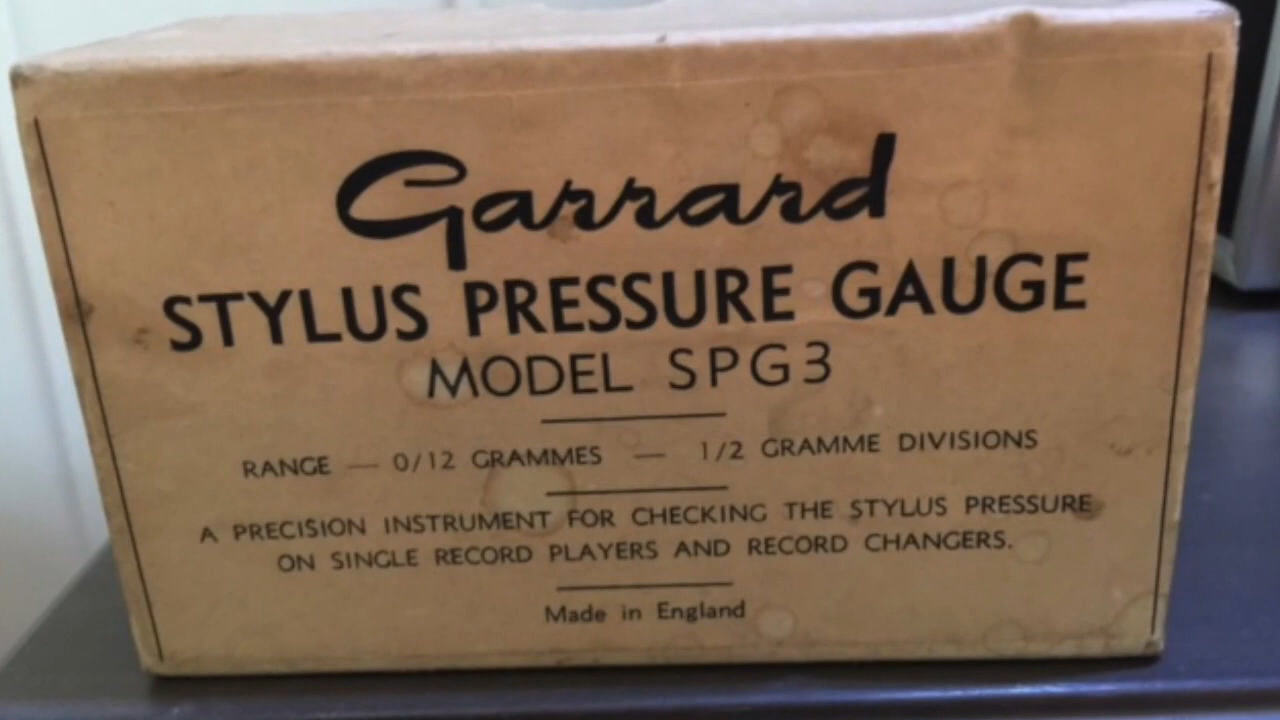 Garrard
STYLUS PRESSURE GAUGE
MODEL SPG3
RANGE — 0/12 GRAMMES — 1/2 GRAMME DIVISIONS
A PRECISION INSTRUMENT FOR CHECKING THE STYLUS PRESSURE
ON SINGLE RECORD PLAYERS AND RECORD CHANGERS.
Made in England